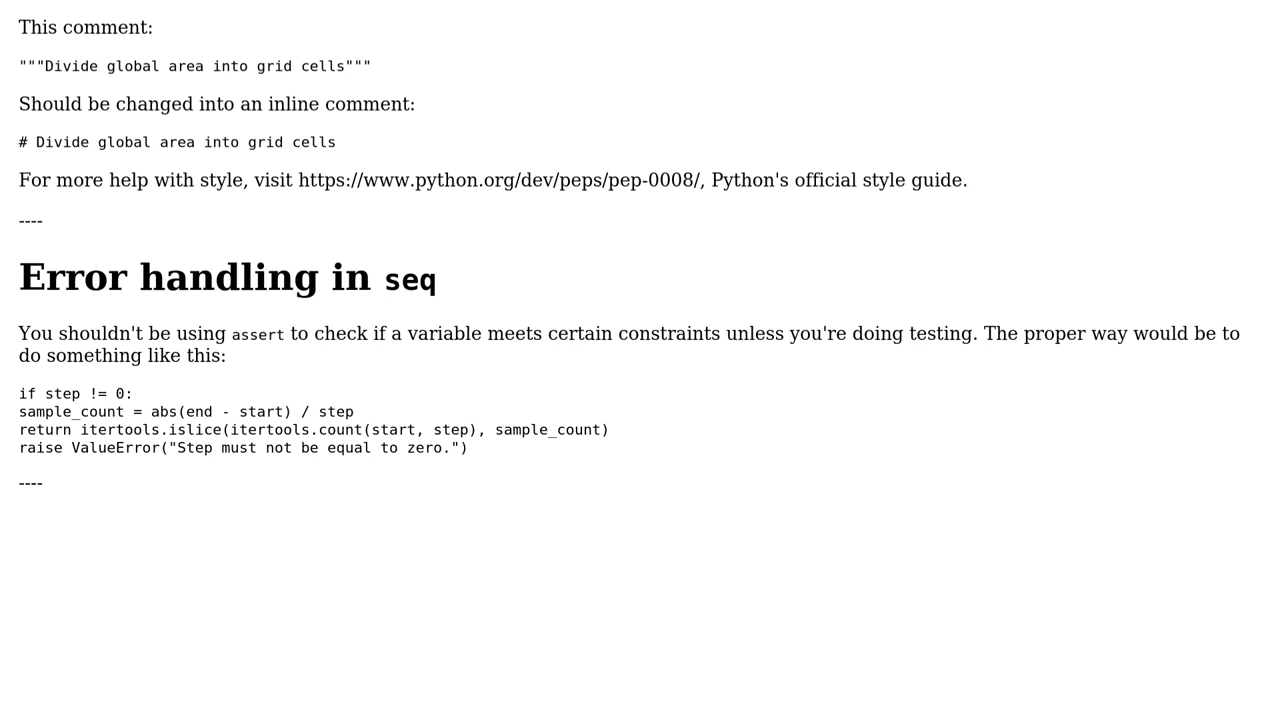 This comment:
"""Divide global area into grid cells"""
Should be changed into an inline comment:
# Divide global area into grid cells
For more help with style, visit https://www.python.org/dev/peps/pep-0008/, Python's official style guide.
----
Error handling in seq
You shouldn't be using assert to check if a variable meets certain constraints unless you're doing testing. The proper way would be to
do something like this:
if step != 0:
sample_count = abs(end - start) / step
return itertools.islice(itertools.count(start, step), sample_count)
raise ValueError("Step must not be equal to zero.")
----